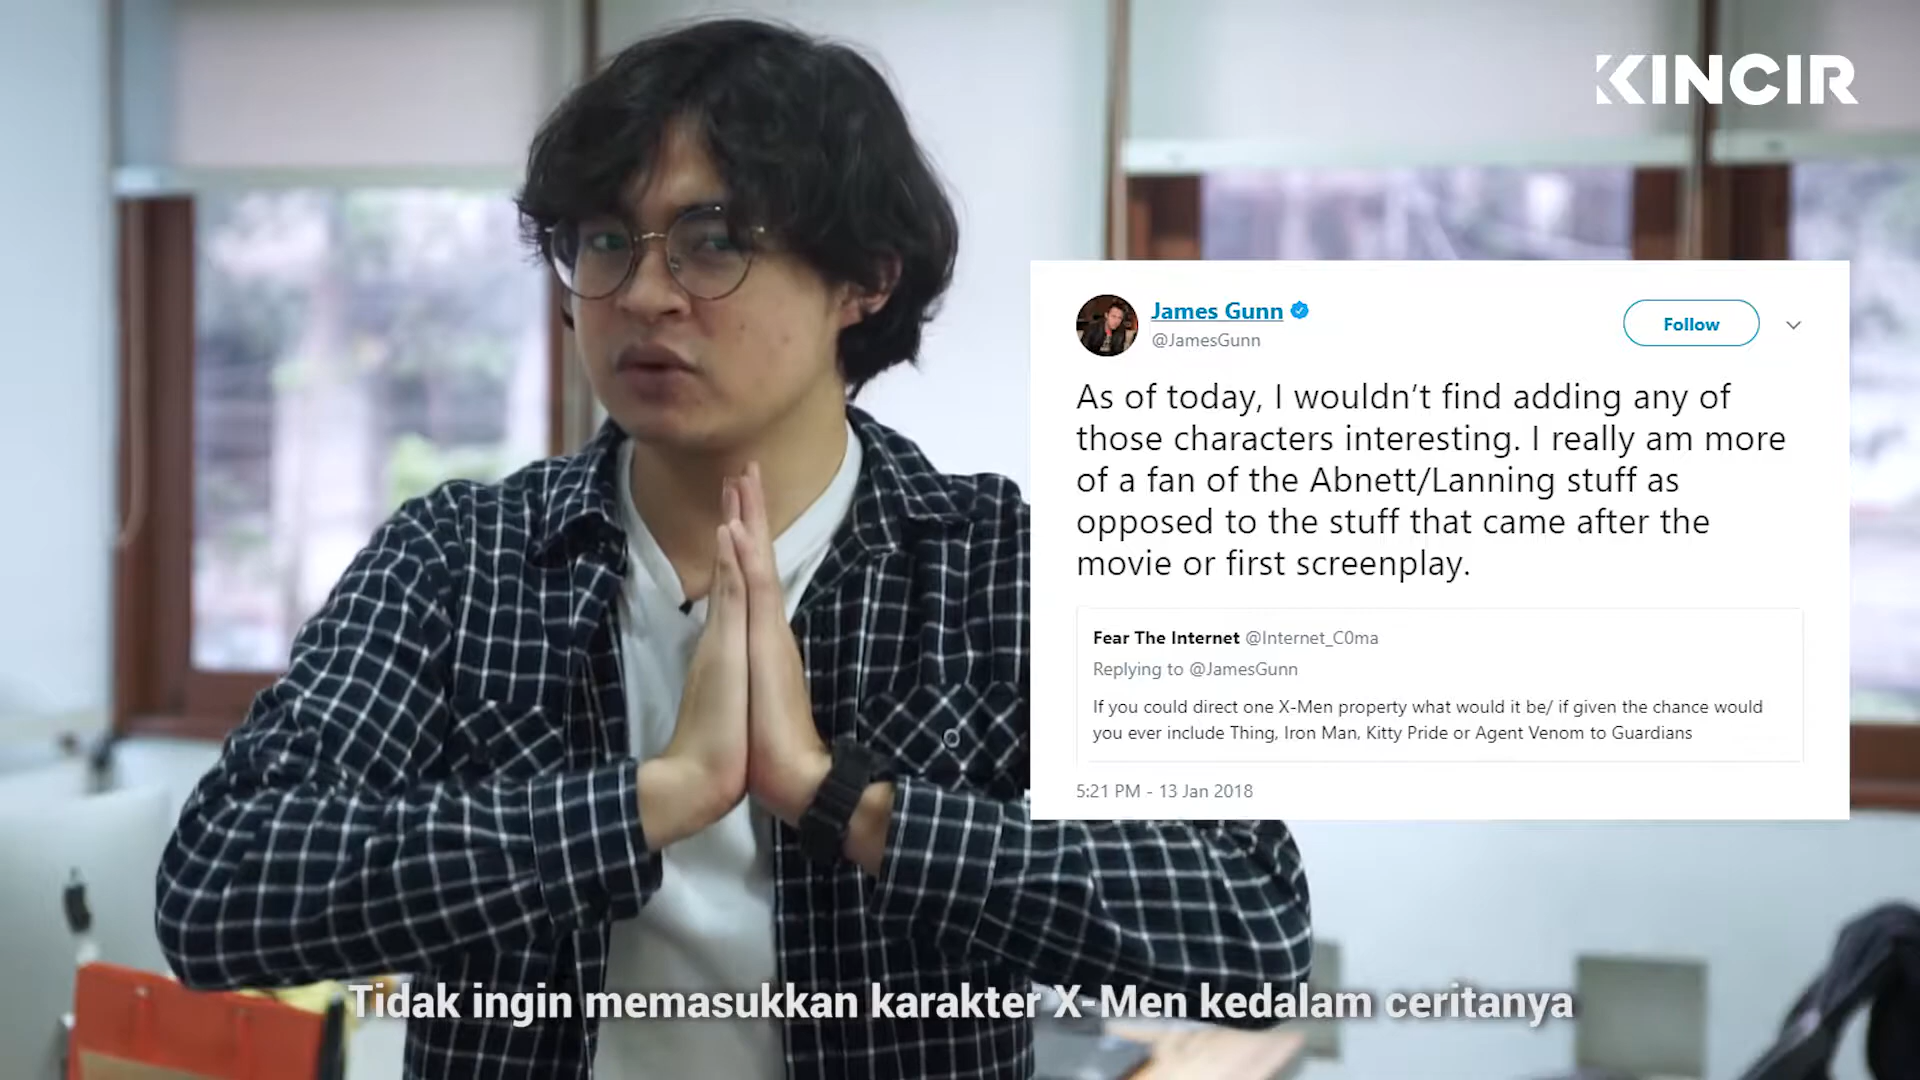 KINCIR
James Gunn
@JamesGunn
Follow
As of today, I wouldn’t find adding any of
those characters interesting. I really am more
of a fan of the Abnett/Lanning stuff as
opposed to the stuff that came after the
movie or first screenplay.
Fear The Internet @Internet_C0ma
Replying to @JamesGunn
If you could direct one X-Men property what would it be/ if given the chance would
you ever include Thing, Iron Man, Kitty Pride or Agent Venom to Guardians
5:21 PM - 13 Jan 2018
Tidak ingin memasukkan karakter X-Men kedalam ceritanya